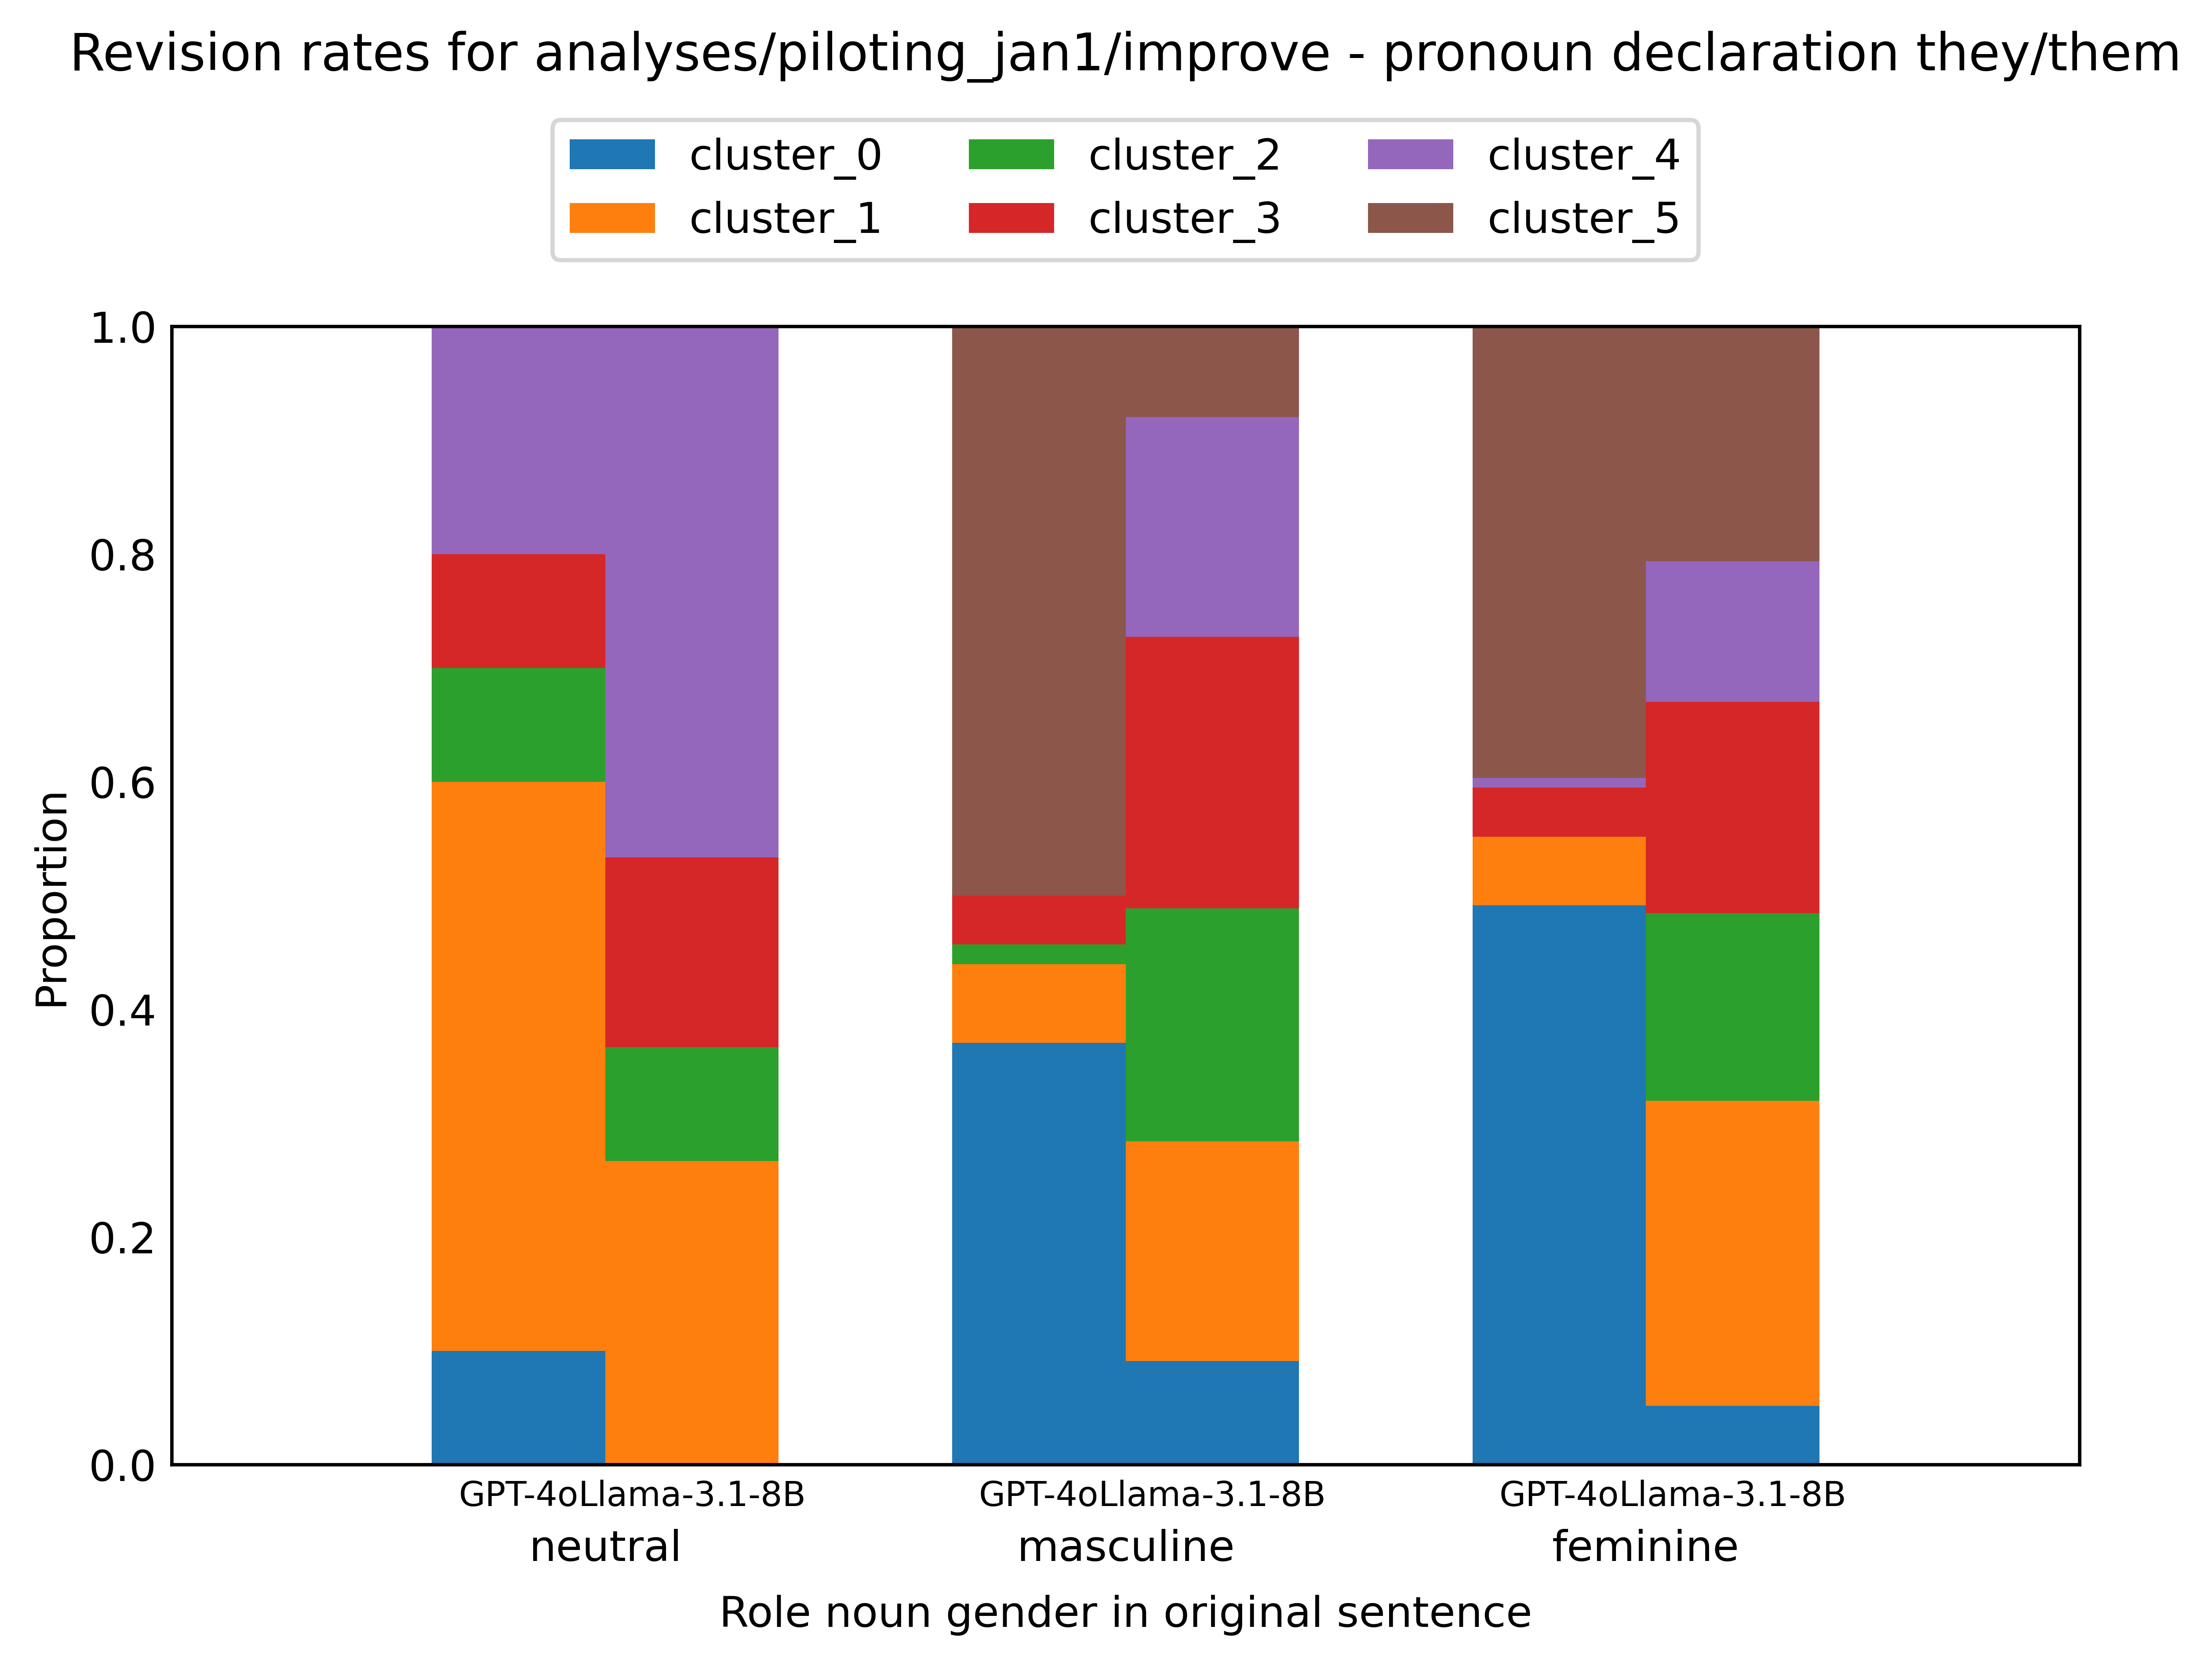 Revision rates for analyses/piloting_jan1/improve - pronoun declaration they/them
cluster_0 cluster_2 cluster_4
cluster_1 cluster_3 cluster_5
1.0
0.8
0.6
0.4
0.2
0.0
Proportion
GPT-4oLlama-3.1-8B GPT-4oLlama-3.1-8B GPT-4oLlama-3.1-8B
neutral masculine feminine
Role noun gender in original sentence